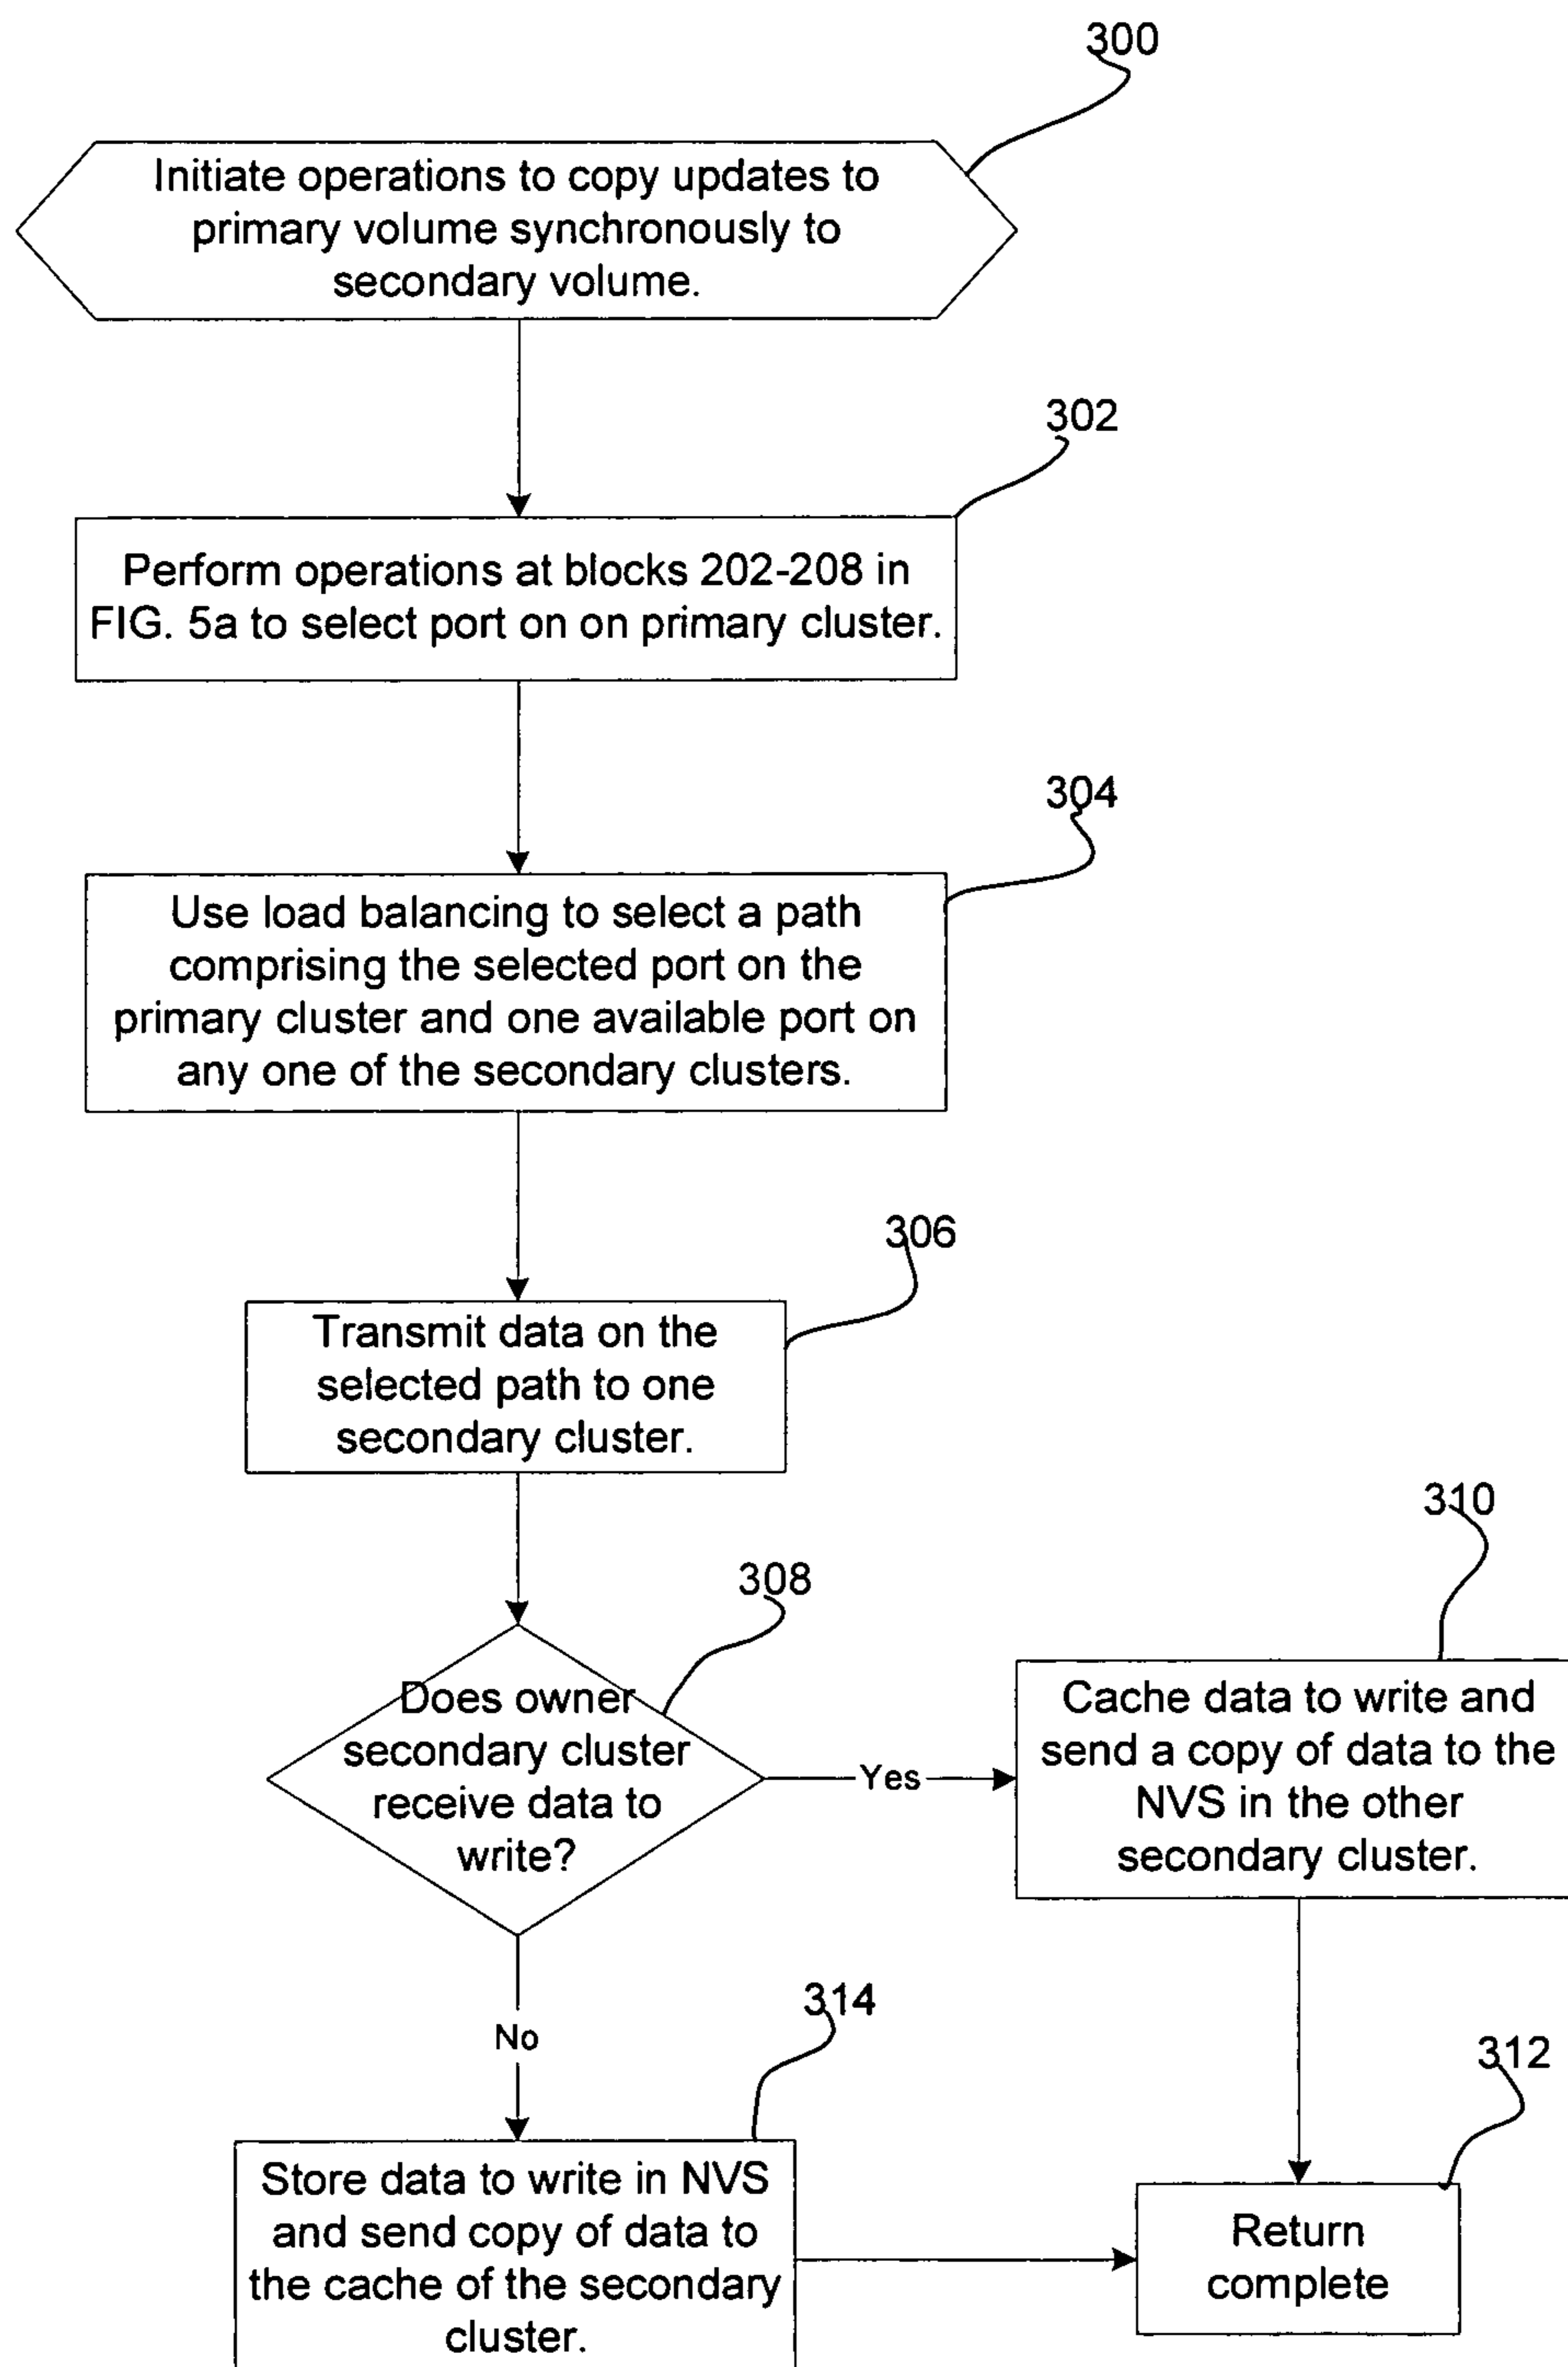 300
Initiate operations to copy updates to
primary volume synchronously to
secondary volume.
302
Perform operations at blocks 202-208 in
FIG. 5a to select port on on primary cluster.
304
Use load balancing to select a path
comprising the selected port on the
primary cluster and one available port on
any one of the secondary clusters.
306
Transmit data on the
selected path to one
secondary cluster.
308
Does owner
secondary cluster
receive data to
write?
Yes
310
Cache data to write and
send a copy of data to the
NVS in the other
secondary cluster.
No
314
Store data to write in NVS
and send copy of data to
the cache of the secondary
cluster.
312
Return
complete